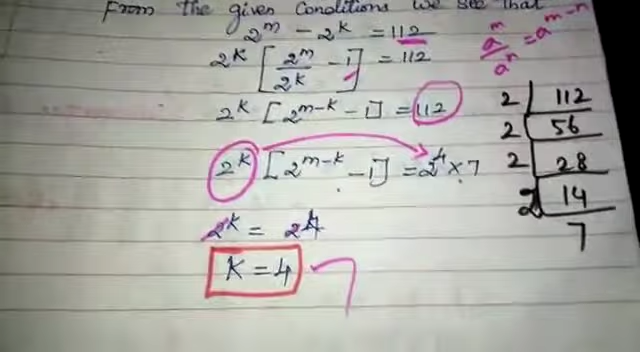 From the given Conditions we see that
2^m - 2^k = 112
2^k [2^m/2^k - 1] = 112
a^m/a^n = a^m-n
2^k [2^m-k - 1] = 112
2^k [2^m-k - 1] = 2^4 × 7
2^k = 2^4
K = 4
2 | 112
2 | 56
2 | 28
2 | 14
7